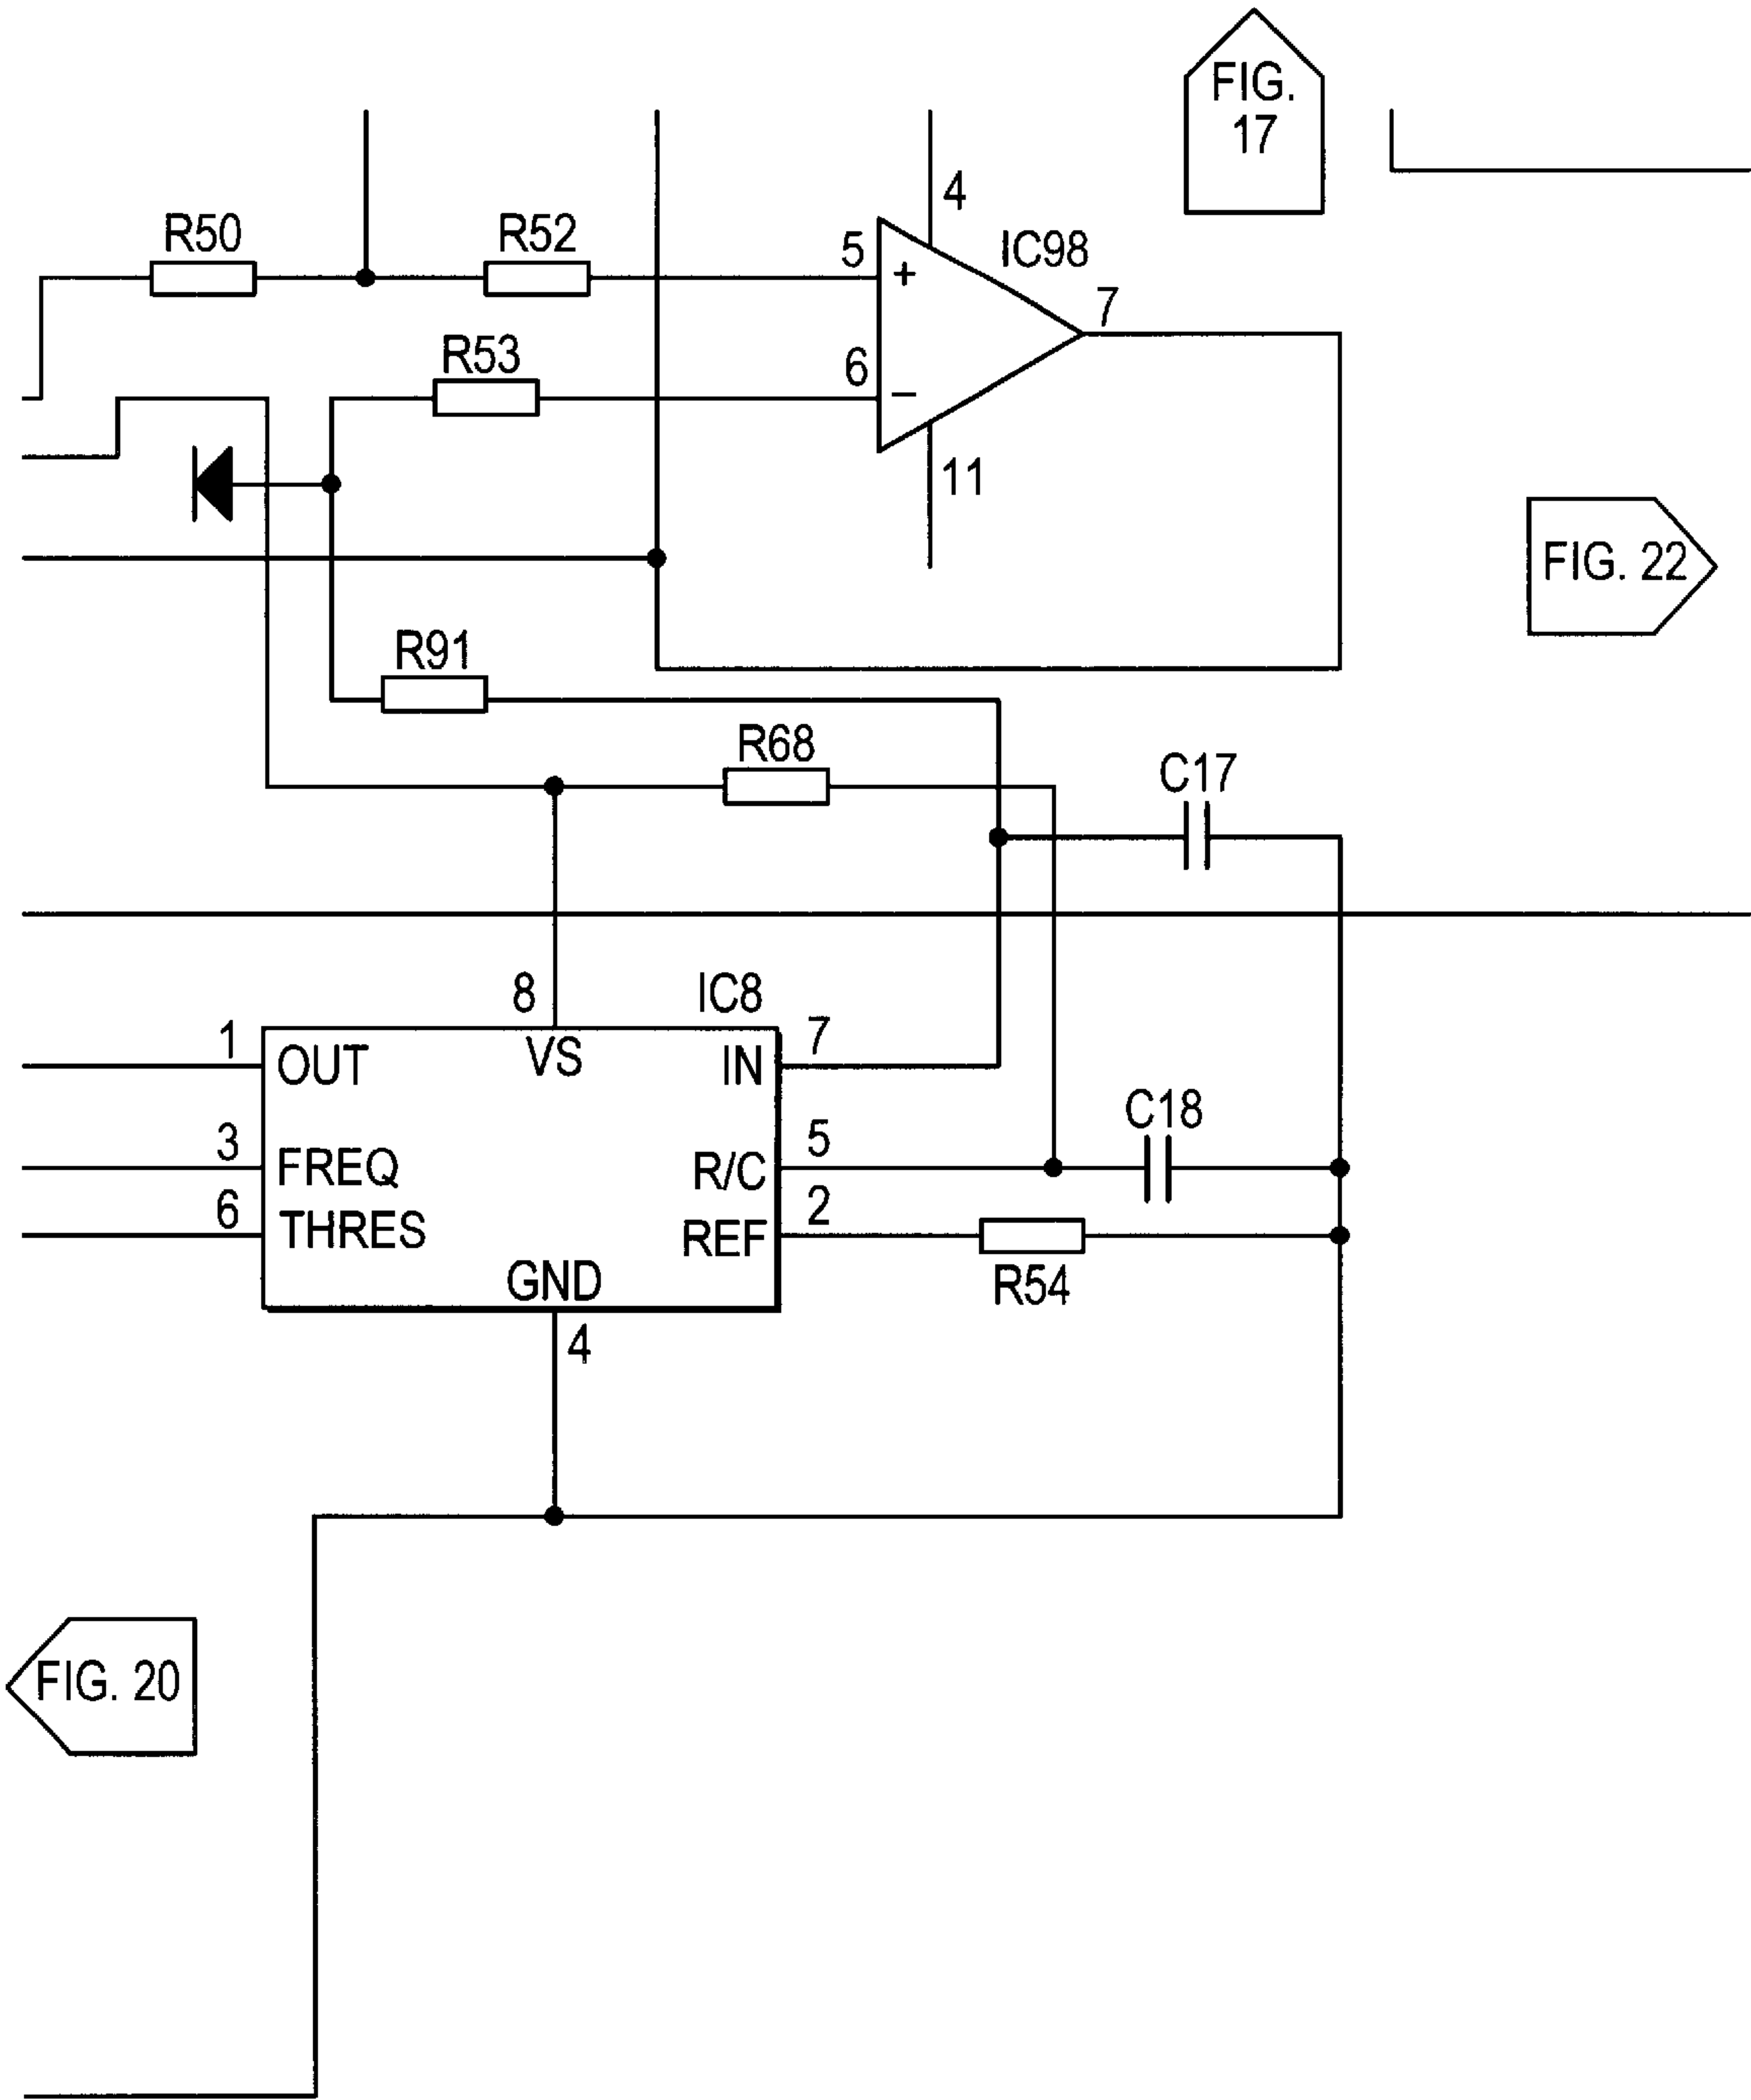 FIG.
17
4
R50
R52
5
+
IC98
7
R53
6
−
11
FIG. 22
R91
R68
C17
8
IC8
1
OUT
VS
IN
7
C18
3
FREQ
R/C
5
6
THRES
REF
2
GND
R54
4
FIG. 20